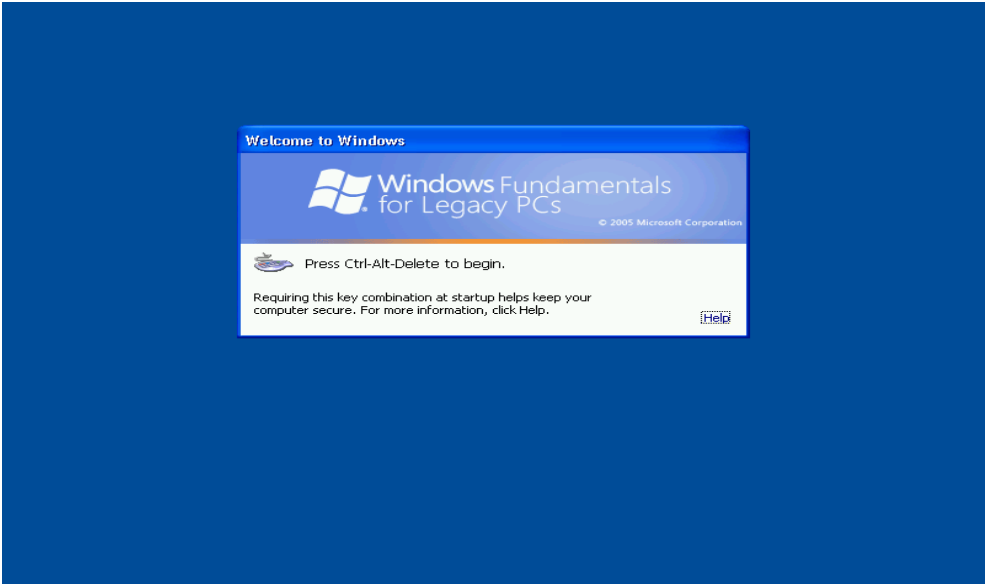 Welcome to Windows
Windows Fundamentals
for Legacy PCs
© 2005 Microsoft Corporation
Press Ctrl-Alt-Delete to begin.
Requiring this key combination at startup helps keep your
computer secure. For more information, click Help.
Help